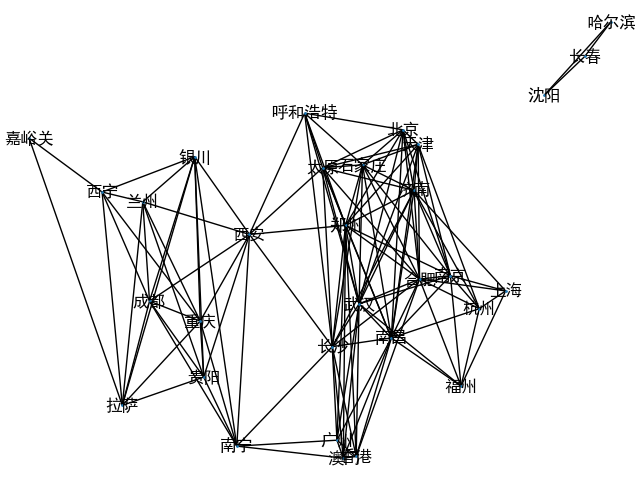 哈尔滨
长春
沈阳
呼和浩特
北京
嘉峪关
天津
银川
太原
石家庄
西宁
兰州
济南
郑州
西安
合肥
南京
上海
成都
武汉
杭州
重庆
南昌
长沙
贵阳
福州
拉萨
南宁
广州
澳门
香港